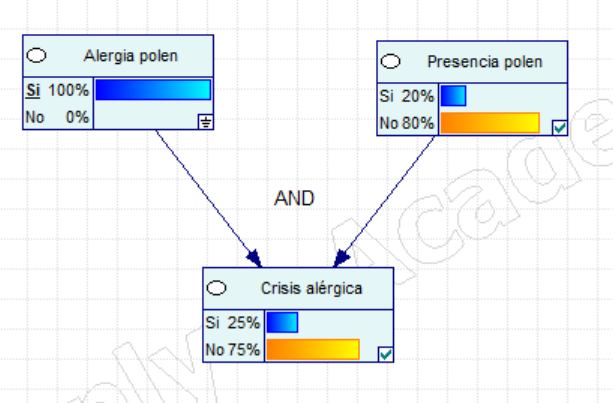 Alergia polen
Si 100%
No 0%
Presencia polen
Si 20%
No 80%
AND
Crisis alérgica
Si 25%
No 75%